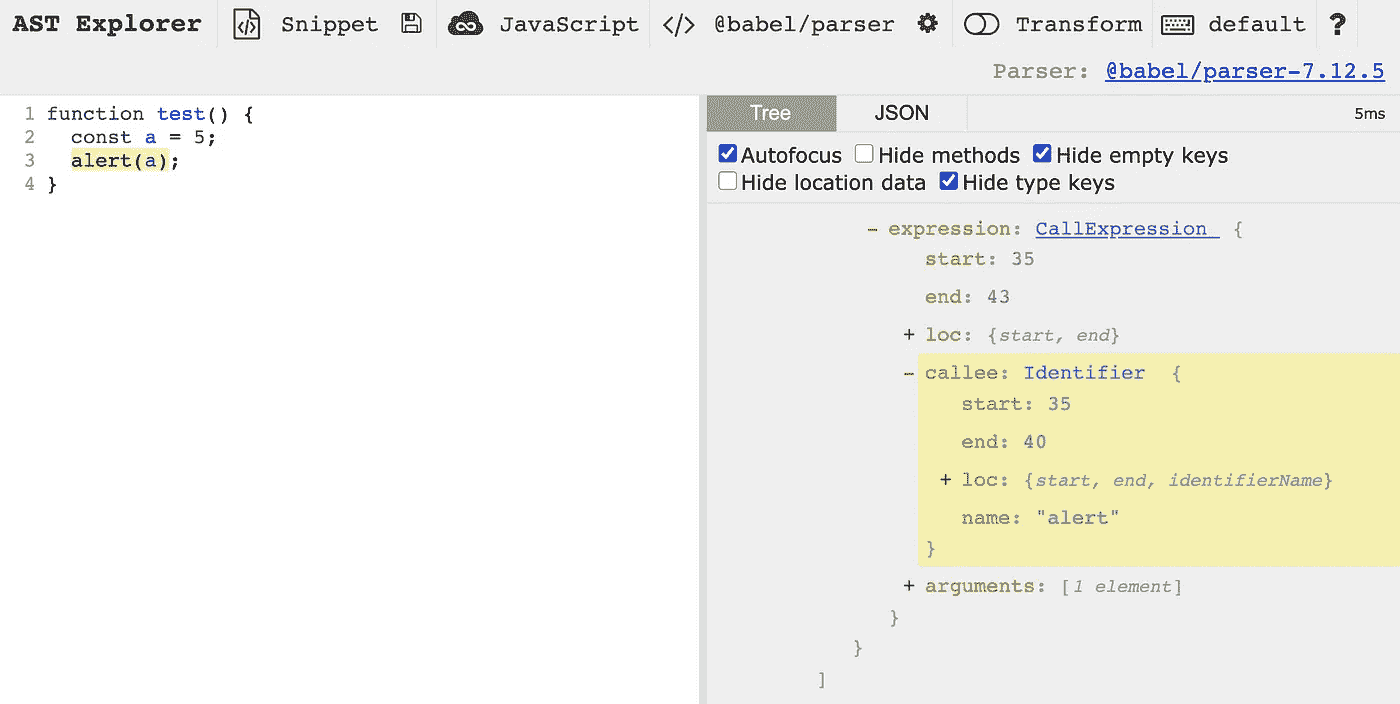 AST Explorer Snippet JavaScript </> @babel/parser Transform default ?
Parser: @babel/parser-7.12.5
1 function test() {
2   const a = 5;
3   alert(a);
4 }
Tree JSON 5ms
Autofocus Hide methods Hide empty keys
Hide location data Hide type keys
- expression: CallExpression {
start: 35
end: 43
+ loc: {start, end}
- callee: Identifier {
start: 35
end: 40
+ loc: {start, end, identifierName}
name: "alert"
}
+ arguments: [1 element]
}
}
]